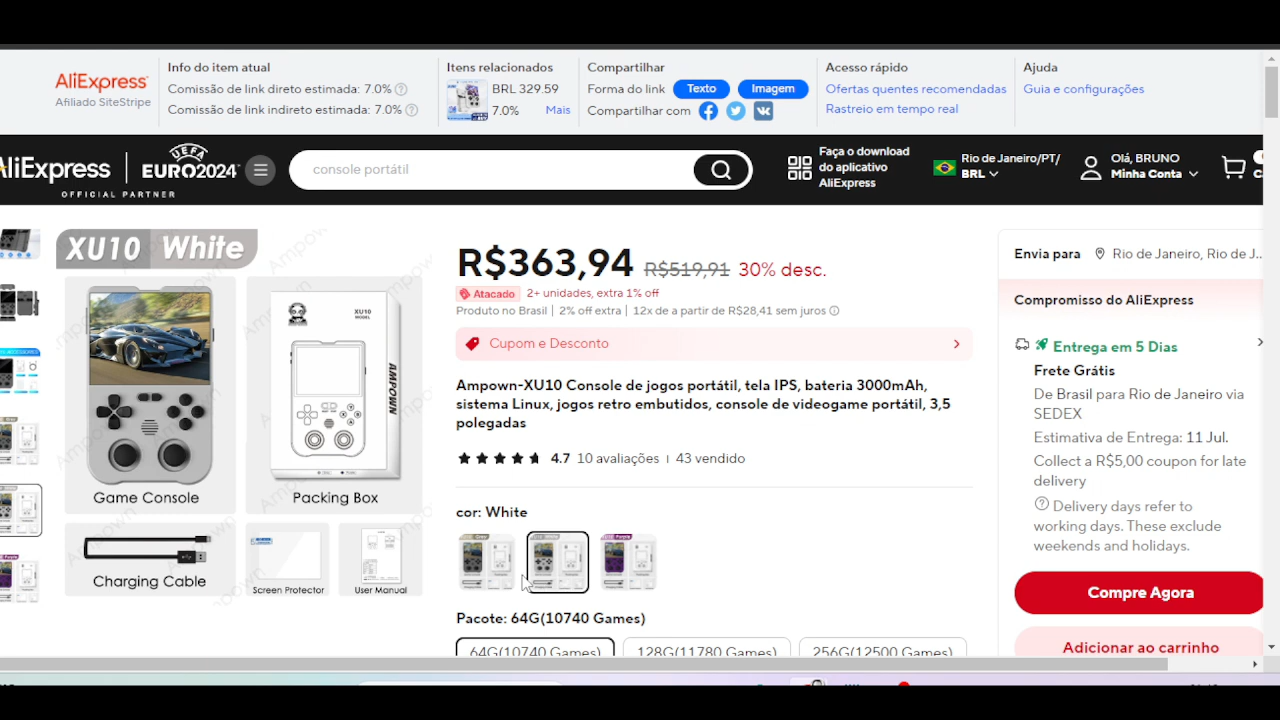 AliExpress
Afiliado SiteStripe
Info do item atual
Comissão de link direto estimada: 7.0%
Comissão de link indireto estimada: 7.0%
Itens relacionados
BRL 329.59
7.0% Mais
Compartilhar
Forma do link Texto Imagem
Compartilhar com
Acesso rápido
Ofertas quentes recomendadas
Rastreio em tempo real
Ajuda
Guia e configurações
AliExpress
UEFA
EURO2024
OFFICIAL PARTNER
console portátil
Faça o download
do aplicativo
AliExpress
Rio de Janeiro/PT/
BRL
Olá, BRUNO
Minha Conta
XU10 White
Game Console
XU10
MODEL
AMPOWN
Packing Box
Charging Cable
Screen Protector
User Manual
R$363,94 R$519,91 30% desc.
Atacado 2+ unidades, extra 1% off
Produto no Brasil | 2% off extra | 12x de a partir de R$28,41 sem juros
Cupom e Desconto
Ampown-XU10 Console de jogos portátil, tela IPS, bateria 3000mAh,
sistema Linux, jogos retro embutidos, console de videogame portátil, 3,5
polegadas
4.7 10 avaliações | 43 vendido
cor: White
Pacote: 64G(10740 Games)
64G(10740 Games) 128G(11780 Games) 256G(12500 Games)
Envia para Rio de Janeiro, Rio de J...
Compromisso do AliExpress
Entrega em 5 Dias
Frete Grátis
De Brasil para Rio de Janeiro via
SEDEX
Estimativa de Entrega: 11 Jul.
Collect a R$5,00 coupon for late
delivery
Delivery days refer to
working days. These exclude
weekends and holidays.
Compre Agora
Adicionar ao carrinho